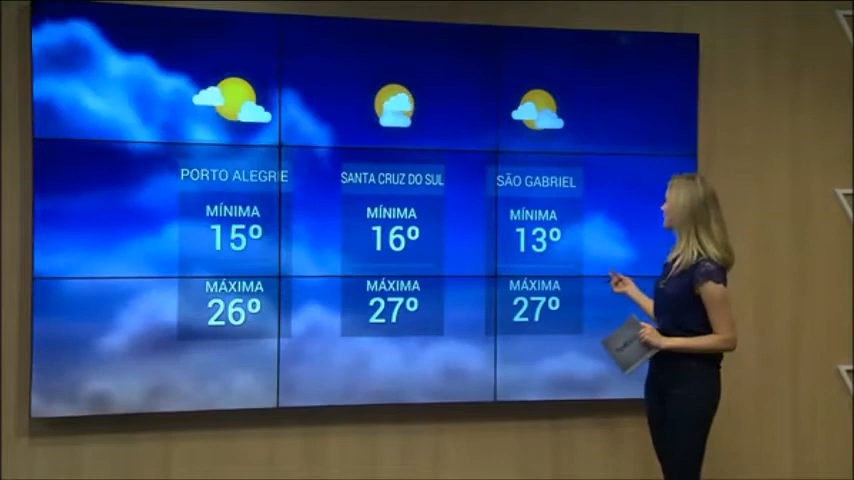 PORTO ALEGRE
MÍNIMA
15º
MÁXIMA
26º
SANTA CRUZ DO SUL
MÍNIMA
16º
MÁXIMA
27º
SÃO GABRIEL
MÍNIMA
13º
MÁXIMA
27º